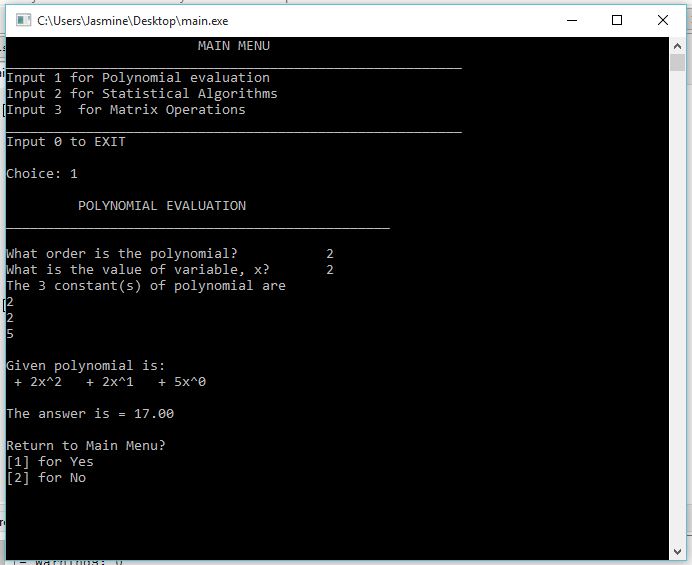 C:\Users\Jasmine\Desktop\main.exe
MAIN MENU
Input 1 for Polynomial evaluation
Input 2 for Statistical Algorithms
Input 3  for Matrix Operations
Input 0 to EXIT
Choice: 1
POLYNOMIAL EVALUATION
What order is the polynomial?           2
What is the value of variable, x?       2
The 3 constant(s) of polynomial are
2
2
5
Given polynomial is:
 + 2x^2   + 2x^1   + 5x^0
The answer is = 17.00
Return to Main Menu?
[1] for Yes
[2] for No